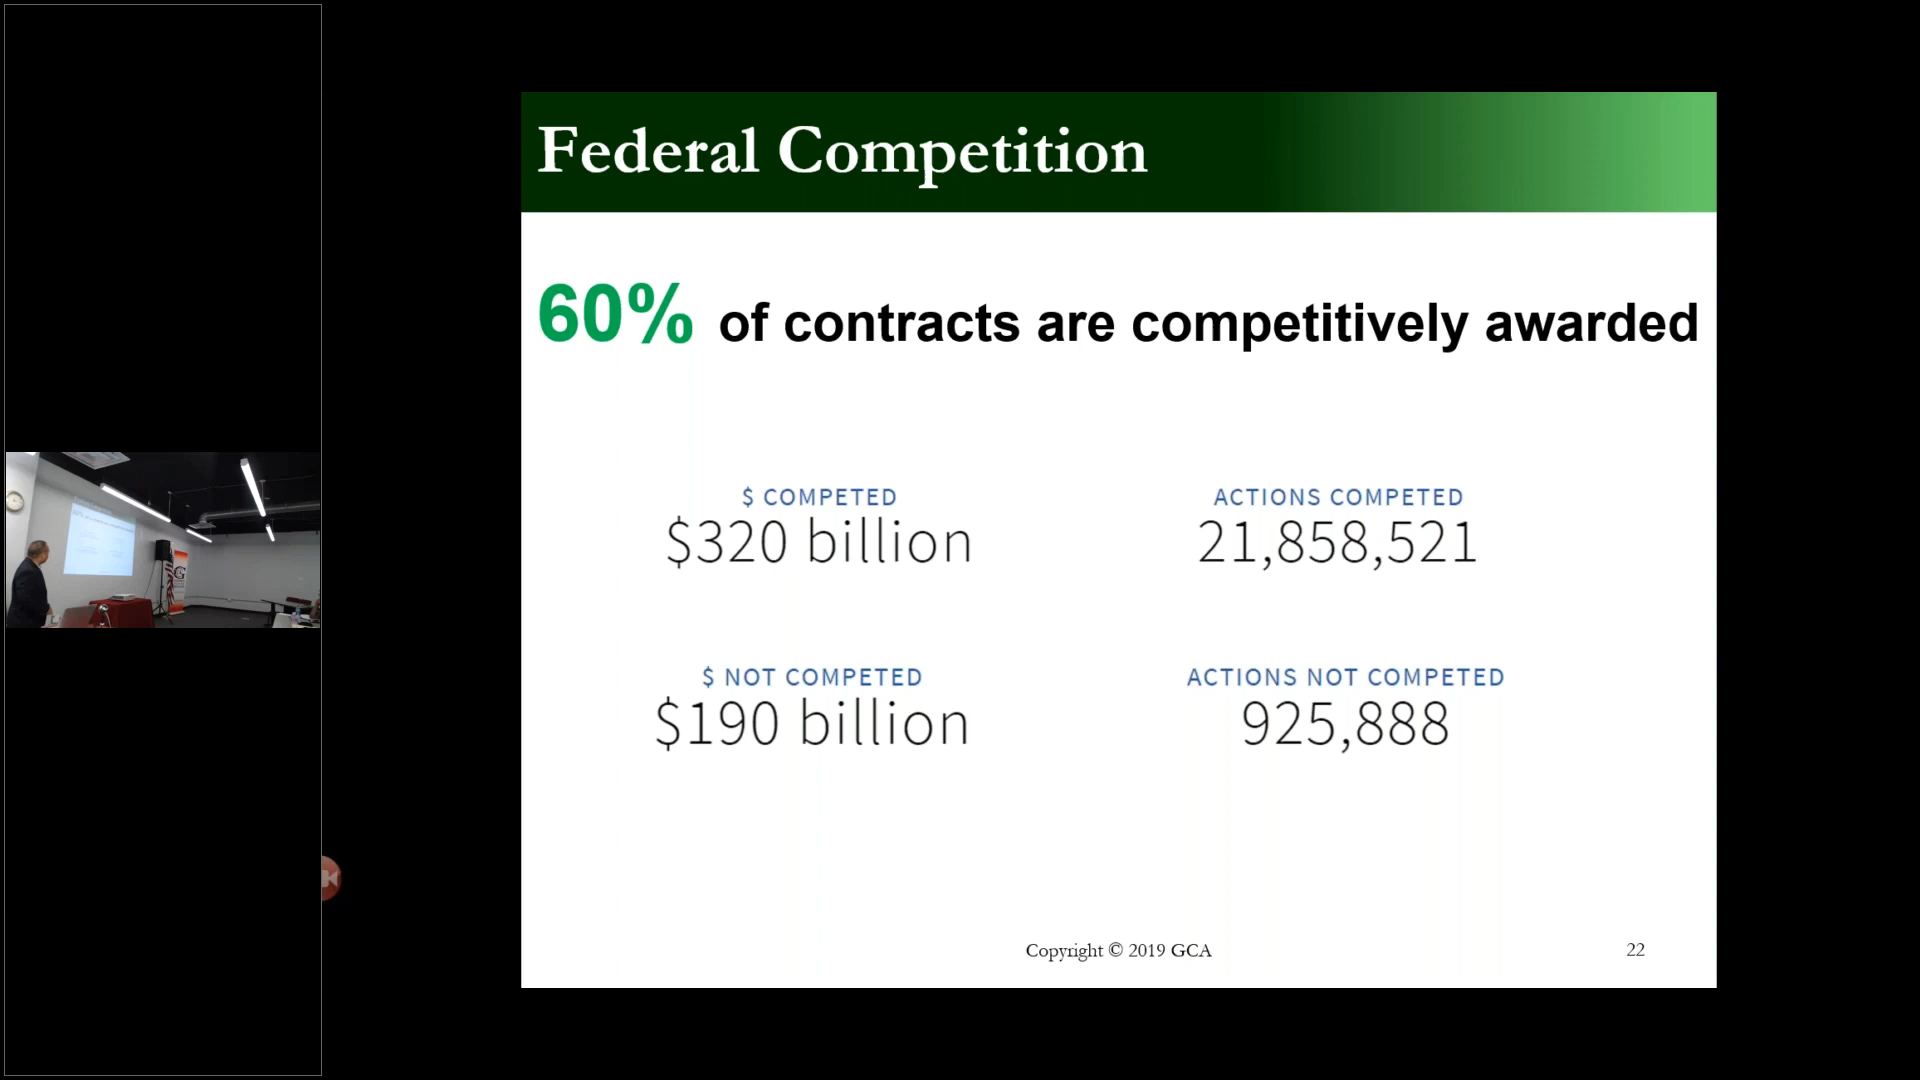 Federal Competition
60% of contracts are competitively awarded
$ COMPETED
$320 billion
ACTIONS COMPETED
21,858,521
$ NOT COMPETED
$190 billion
ACTIONS NOT COMPETED
925,888
Copyright © 2019 GCA
22